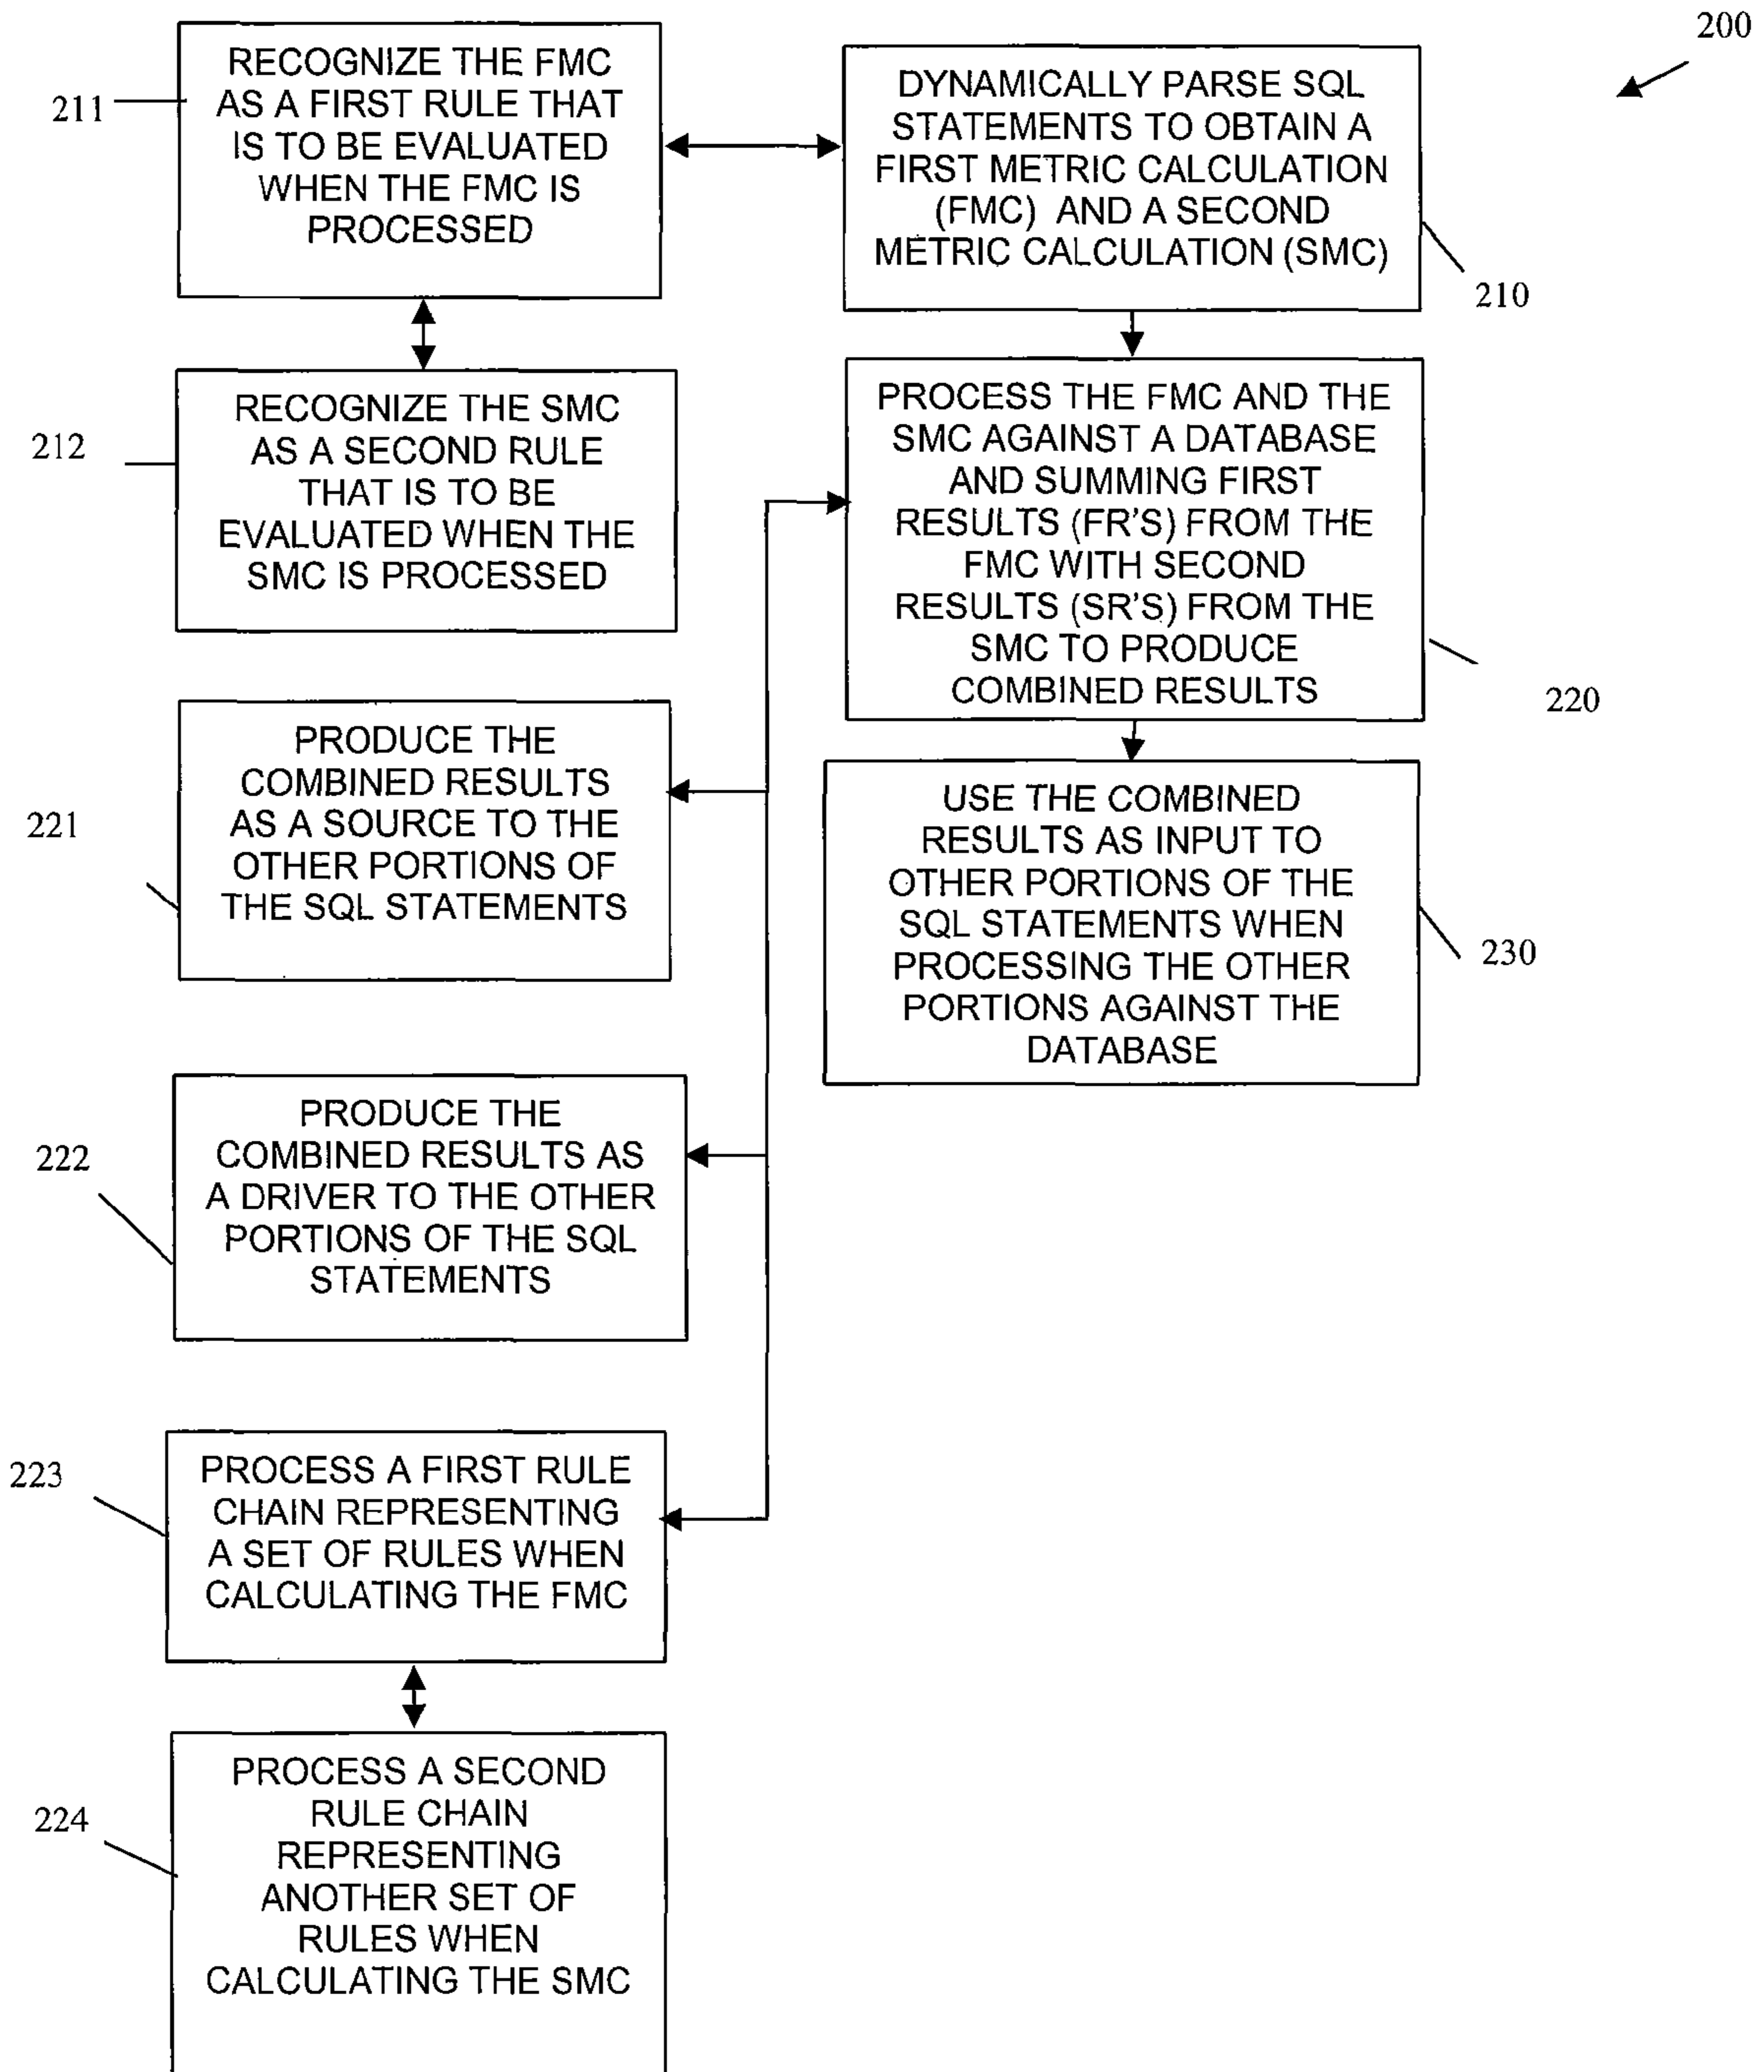 200
RECOGNIZE THE FMC
AS A FIRST RULE THAT
IS TO BE EVALUATED
WHEN THE FMC IS
PROCESSED
211
DYNAMICALLY PARSE SQL
STATEMENTS TO OBTAIN A
FIRST METRIC CALCULATION
(FMC) AND A SECOND
METRIC CALCULATION (SMC)
210
RECOGNIZE THE SMC
AS A SECOND RULE
THAT IS TO BE
EVALUATED WHEN THE
SMC IS PROCESSED
212
PROCESS THE FMC AND THE
SMC AGAINST A DATABASE
AND SUMMING FIRST
RESULTS (FR'S) FROM THE
FMC WITH SECOND
RESULTS (SR'S) FROM THE
SMC TO PRODUCE
COMBINED RESULTS
220
PRODUCE THE
COMBINED RESULTS
AS A SOURCE TO THE
OTHER PORTIONS OF
THE SQL STATEMENTS
221
USE THE COMBINED
RESULTS AS INPUT TO
OTHER PORTIONS OF THE
SQL STATEMENTS WHEN
PROCESSING THE OTHER
PORTIONS AGAINST THE
DATABASE
230
PRODUCE THE
COMBINED RESULTS AS
A DRIVER TO THE OTHER
PORTIONS OF THE SQL
STATEMENTS
222
PROCESS A FIRST RULE
CHAIN REPRESENTING
A SET OF RULES WHEN
CALCULATING THE FMC
223
PROCESS A SECOND
RULE CHAIN
REPRESENTING
ANOTHER SET OF
RULES WHEN
CALCULATING THE SMC
224